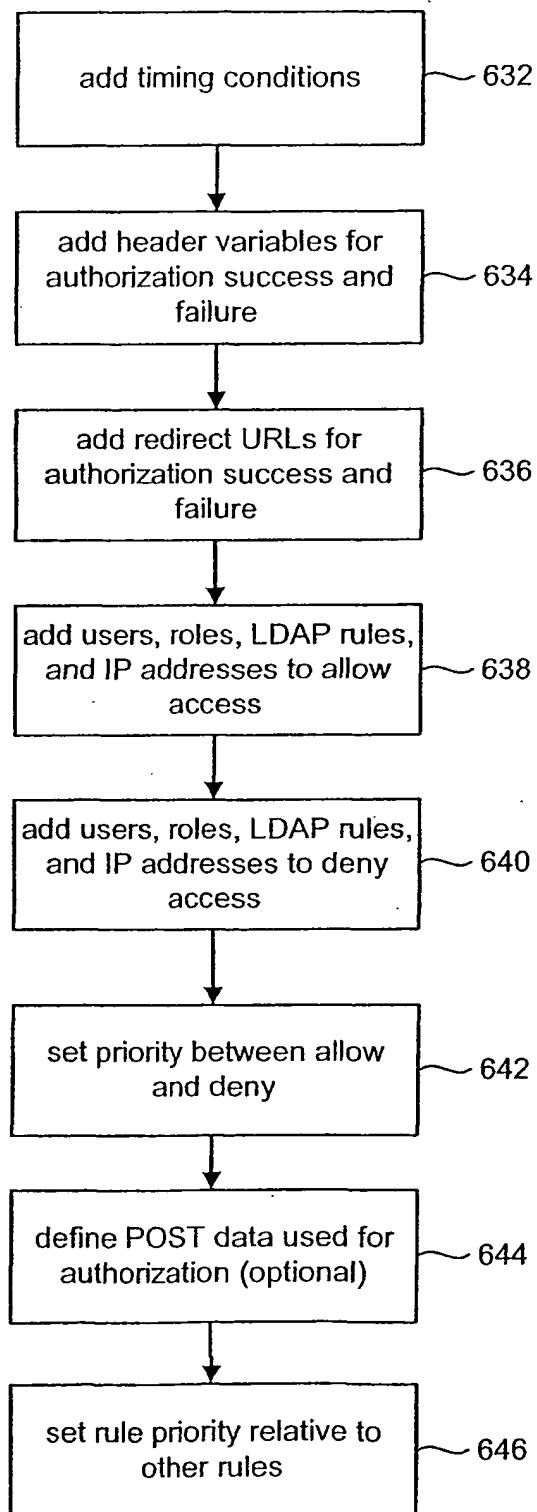 add timing conditions
632
add header variables for
authorization success and
failure
634
add redirect URLs for
authorization success and
failure
636
add users, roles, LDAP rules,
and IP addresses to allow
access
638
add users, roles, LDAP rules,
and IP addresses to deny
access
640
set priority between allow
and deny
642
define POST data used for
authorization (optional)
644
set rule priority relative to
other rules
646